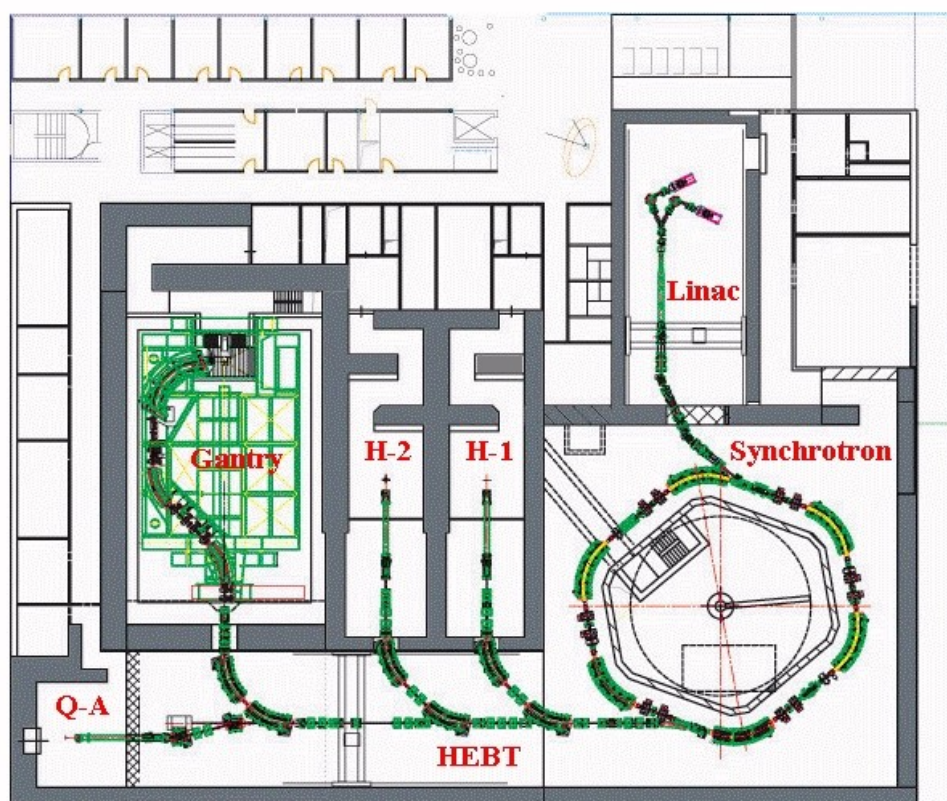 Linac
Gantry
H-2
H-1
Synchrotron
Q-A
HEBT